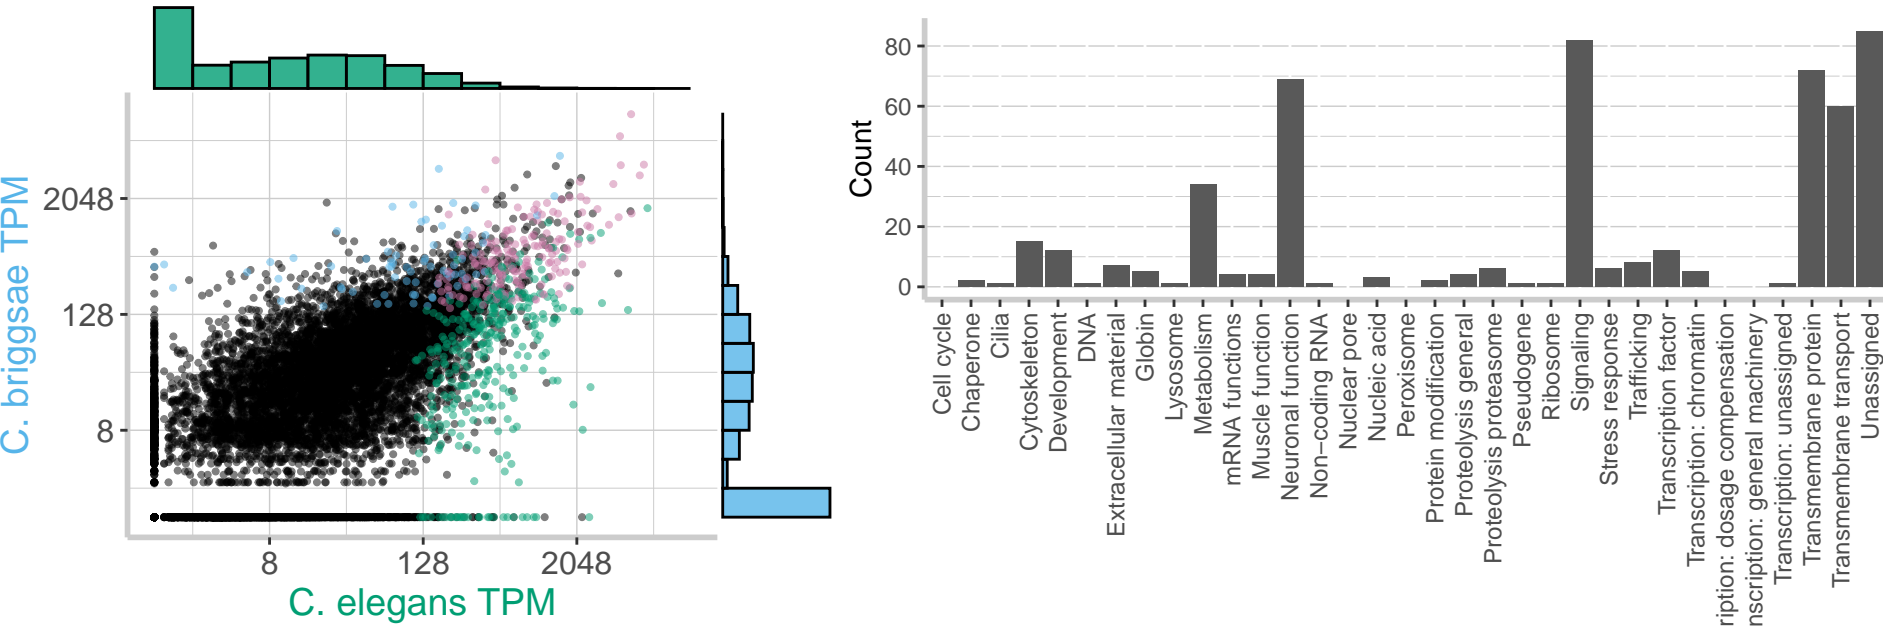 C. briggsae TPM
2048
128
8
8
128
2048
C. elegans TPM
Count
80
60
40
20
0
Cell cycle
Chaperone
Cilia
Cytoskeleton
Development
DNA
Extracellular material
Globin
Lysosome
Metabolism
mRNA functions
Muscle function
Neuronal function
Non−coding RNA
Nuclear pore
Nucleic acid
Peroxisome
Protein modification
Proteolysis general
Proteolysis proteasome
Pseudogene
Ribosome
Signaling
Stress response
Trafficking
Transcription factor
Transcription: chromatin
ription: dosage compensation
nscription: general machinery
Transcription: unassigned
Transmembrane protein
Transmembrane transport
Unassigned